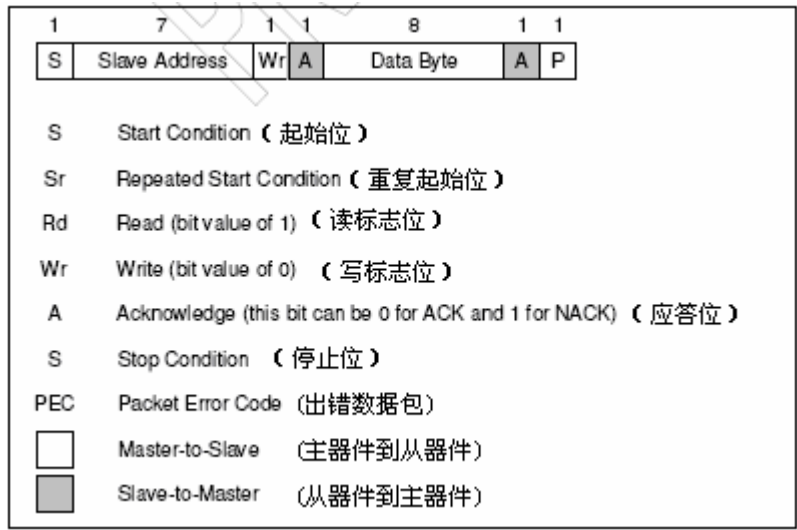 1 7 1 1 8 1 1
S Slave Address Wr A Data Byte A P
S Start Condition ( 起始位 )
Sr Repeated Start Condition ( 重复起始位 )
Rd Read (bit value of 1) ( 读标志位 )
Wr Write (bit value of 0) ( 写标志位 )
A Acknowledge (this bit can be 0 for ACK and 1 for NACK) ( 应答位 )
S Stop Condition ( 停止位 )
PEC Packet Error Code (出错数据包)
Master-to-Slave (主器件到从器件)
Slave-to-Master (从器件到主器件)